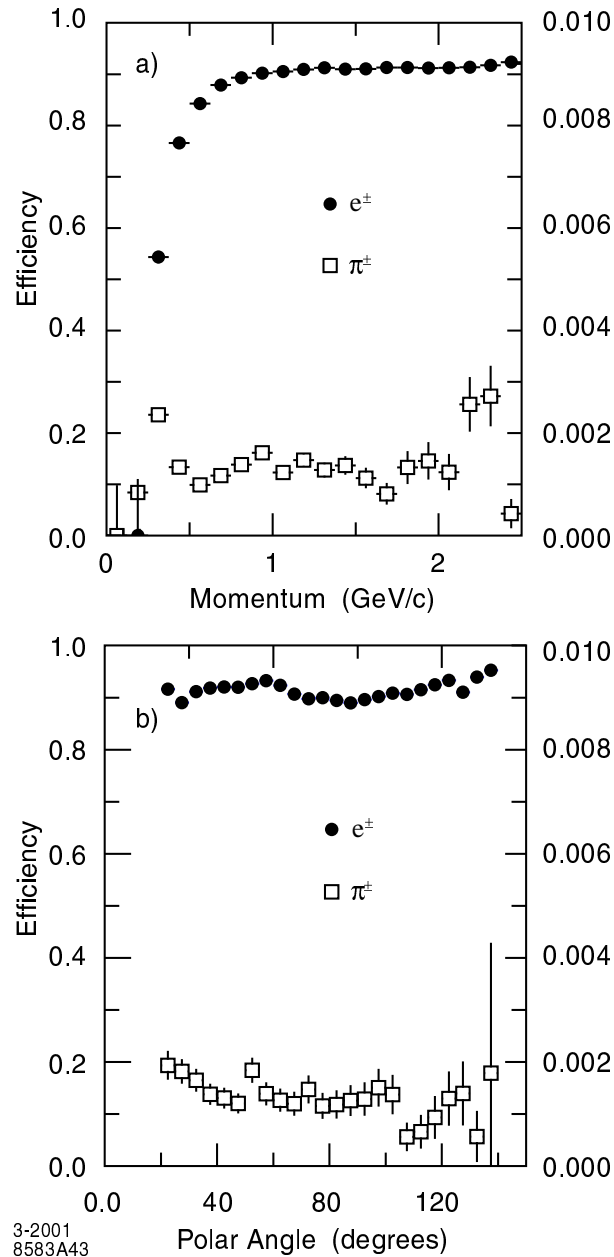 1.0 0.010
a)
0.8 0.008
e±
0.6 0.006
π±
Efficiency
0.4 0.004
0.2 0.002
0.0 0.000
0 1 2
Momentum (GeV/c)
1.0 0.010
b)
0.8 0.008
e±
0.6 0.006
π±
Efficiency
0.4 0.004
0.2 0.002
0.0 0.000
0.0 40 80 120
Polar Angle (degrees)
3-2001
8583A43